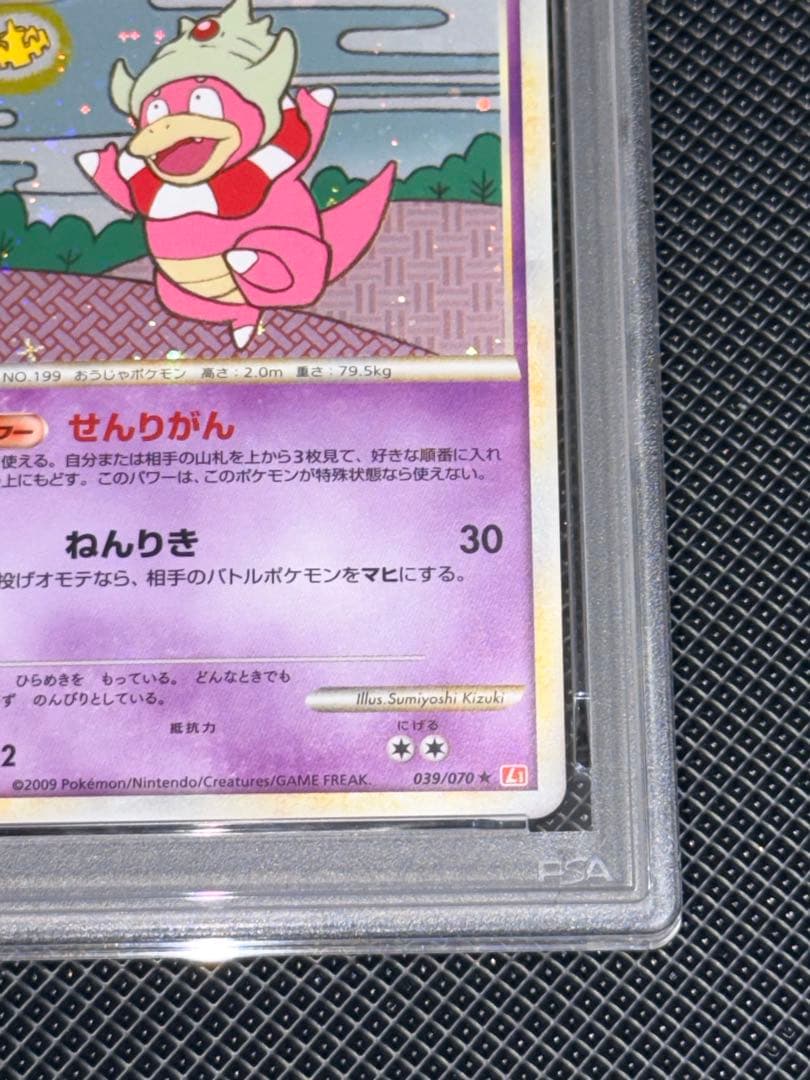 NO.199 おうじゃポケモン 高さ：2.0m 重さ：79.5kg
ワー せんりがん
使える。自分または相手の山札を上から3枚見て、好きな順番に入れ
上にもどす。このパワーは、このポケモンが特殊状態なら使えない。
ねんりき 30
投げオモテなら、相手のバトルポケモンをマヒにする。
ひらめきを もっている。 どんなときでも
ず のんびりとしている。
Illus. Sumiyoshi Kizuki
抵抗力 にげる
2
©2009 Pokémon/Nintendo/Creatures/GAME FREAK. 039/070 ★ L1
PSA